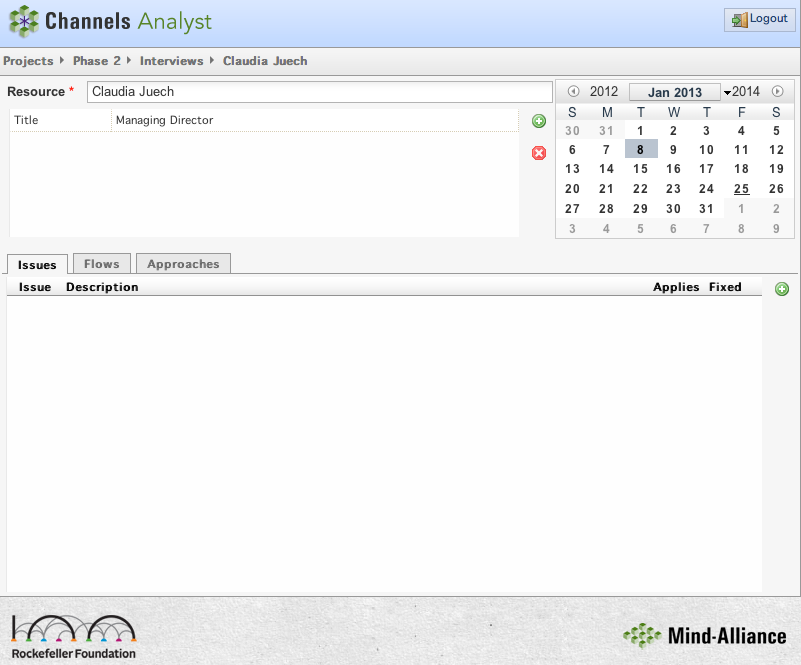 Channels Analyst
Logout
Projects Phase 2 Interviews Claudia Juech
Resource * Claudia Juech
Title Managing Director
2012 Jan 2013 2014
S M T W T F S
30 31 1 2 3 4 5
6 7 8 9 10 11 12
13 14 15 16 17 18 19
20 21 22 23 24 25 26
27 28 29 30 31 1 2
3 4 5 6 7 8 9
Issues Flows Approaches
Issue Description Applies Fixed
Rockefeller Foundation
Mind-Alliance